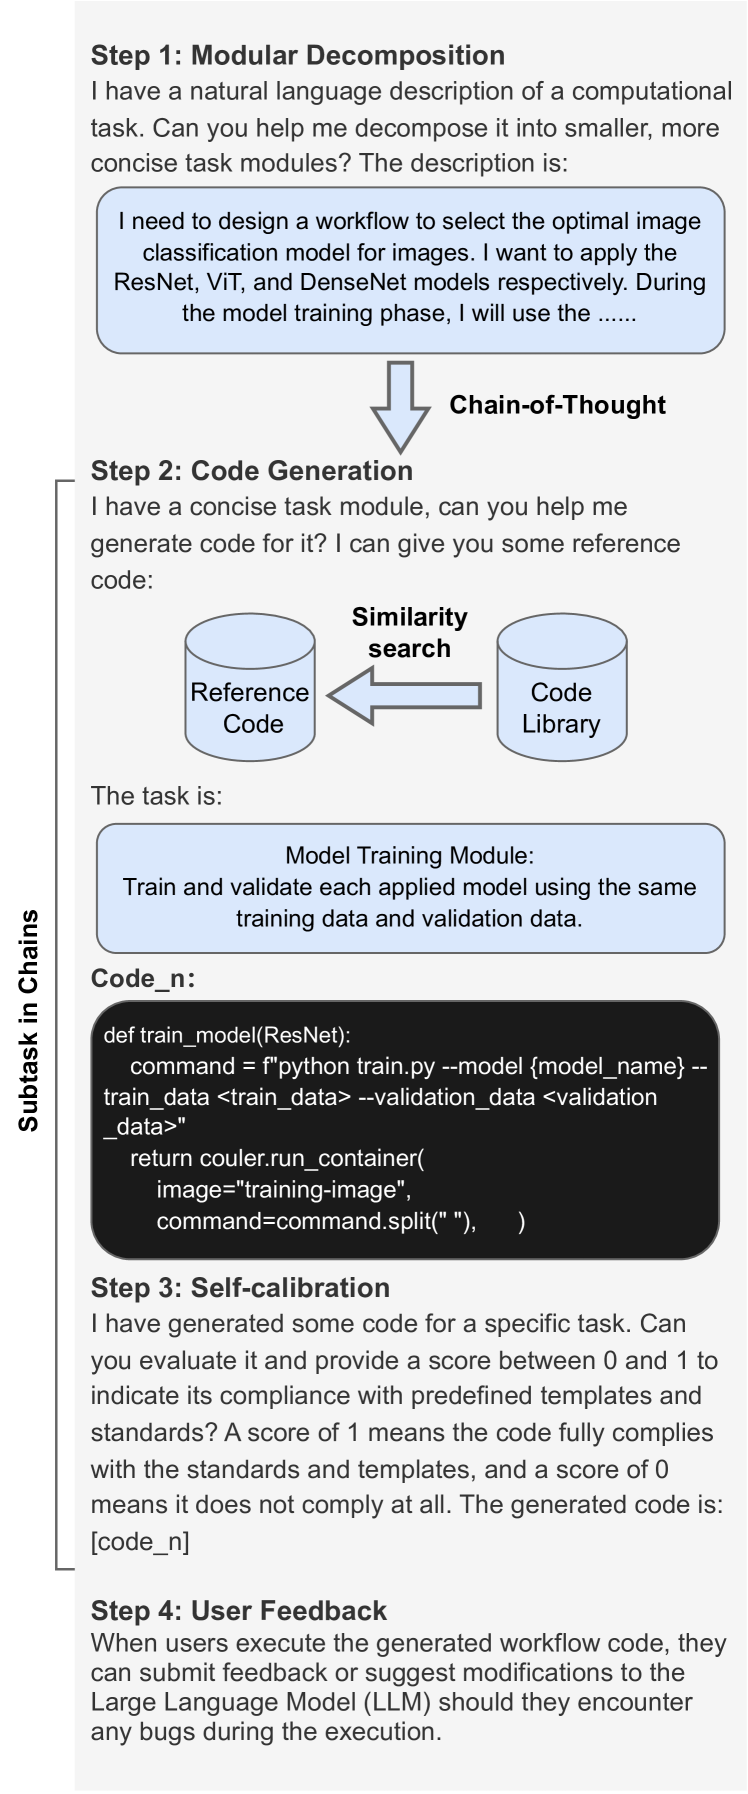 Step 1: Modular Decomposition
I have a natural language description of a computational
task. Can you help me decompose it into smaller, more
concise task modules? The description is:
I need to design a workflow to select the optimal image
classification model for images. I want to apply the
ResNet, ViT, and DenseNet models respectively. During
the model training phase, I will use the ......
Chain-of-Thought
Step 2: Code Generation
I have a concise task module, can you help me
generate code for it? I can give you some reference
code:
Similarity
search
Reference
Code
Code
Library
The task is:
Model Training Module:
Train and validate each applied model using the same
training data and validation data.
Subtask in Chains
Code_n:
def train_model(ResNet):
command = f"python train.py --model {model_name} --
train_data <train_data> --validation_data <validation
_data>"
return couler.run_container(
image="training-image",
command=command.split(" "), )
Step 3: Self-calibration
I have generated some code for a specific task. Can
you evaluate it and provide a score between 0 and 1 to
indicate its compliance with predefined templates and
standards? A score of 1 means the code fully complies
with the standards and templates, and a score of 0
means it does not comply at all. The generated code is:
[code_n]
Step 4: User Feedback
When users execute the generated workflow code, they
can submit feedback or suggest modifications to the
Large Language Model (LLM) should they encounter
any bugs during the execution.